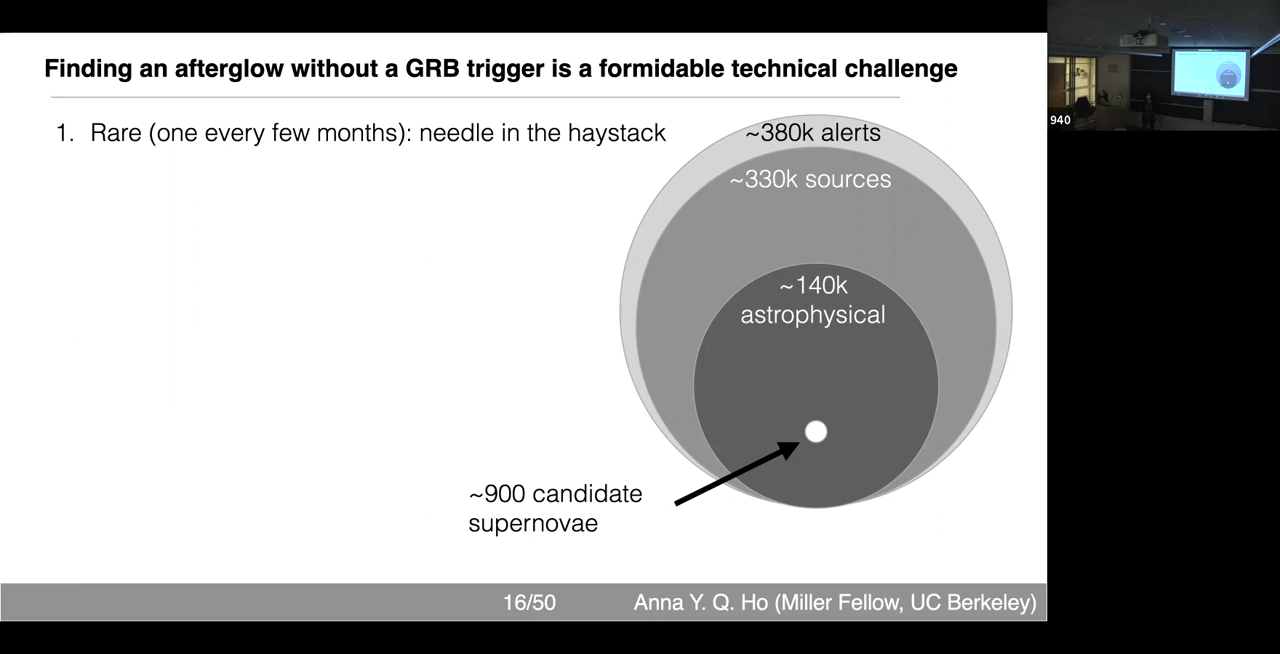 Finding an afterglow without a GRB trigger is a formidable technical challenge
1. Rare (one every few months): needle in the haystack
~380k alerts
~330k sources
~140k
astrophysical
~900 candidate
supernovae
16/50
Anna Y. Q. Ho (Miller Fellow, UC Berkeley)
940